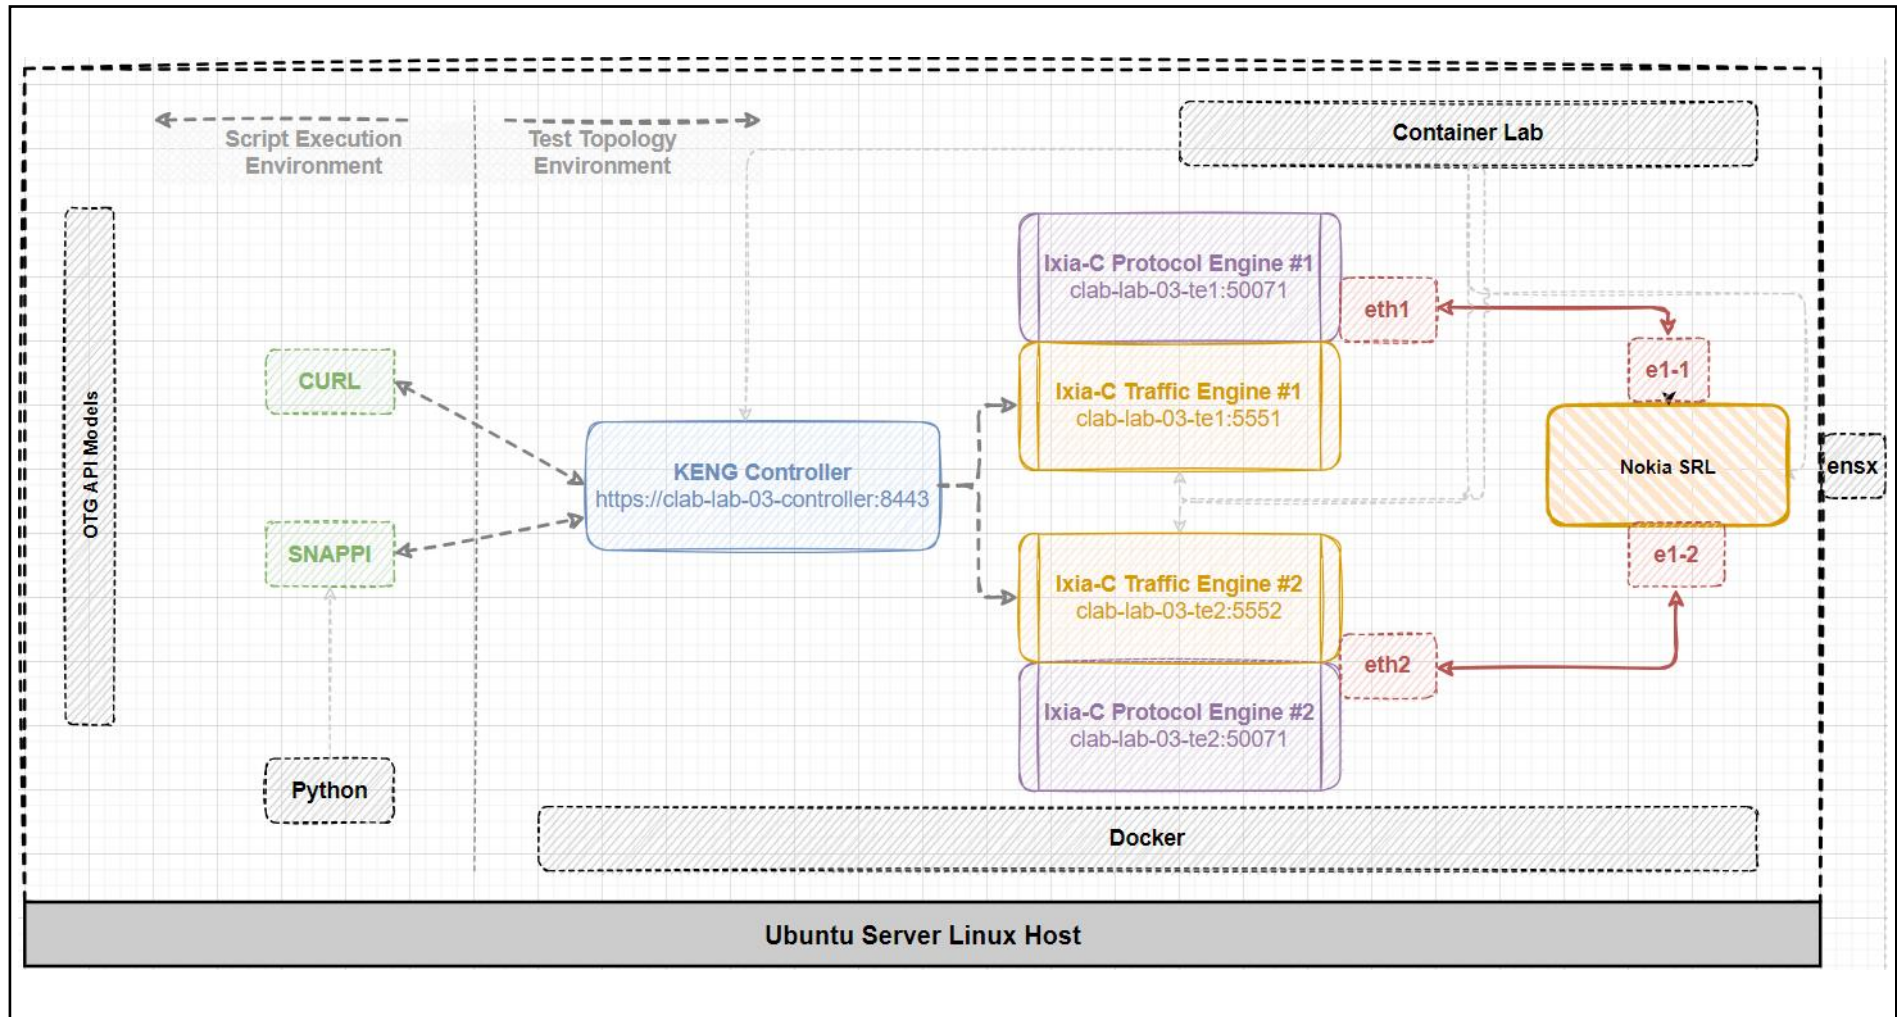 Script Execution
Environment
Test Topology
Environment
Container Lab
OTG API Models
Ixia-C Protocol Engine #1
clab-lab-03-te1:50071
eth1
e1-1
CURL
Ixia-C Traffic Engine #1
clab-lab-03-te1:5551
KENG Controller
https://clab-lab-03-controller:8443
Nokia SRL
ensx
SNAPPI
Ixia-C Traffic Engine #2
clab-lab-03-te2:5552
e1-2
eth2
Ixia-C Protocol Engine #2
clab-lab-03-te2:50071
Python
Docker
Ubuntu Server Linux Host